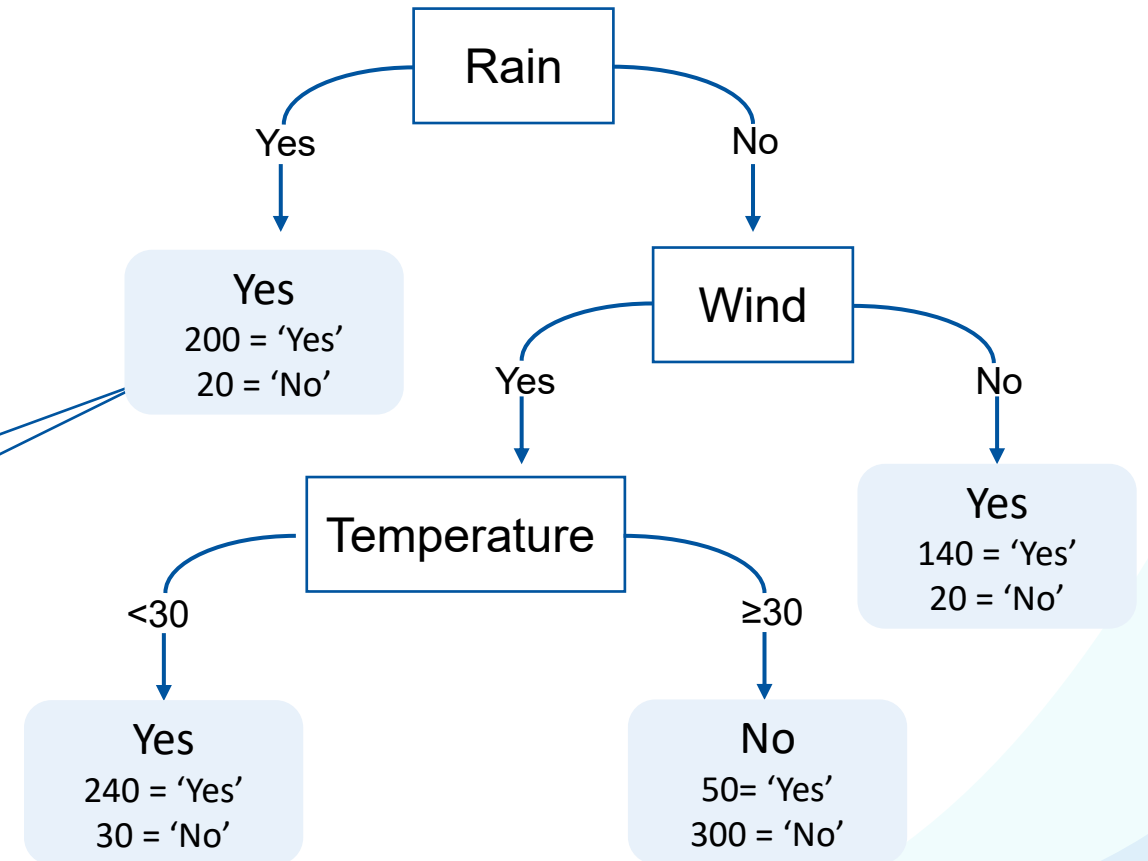 Rain
Yes
No
Yes
200 = ‘Yes’
20 = ‘No’
Wind
Yes
No
Temperature
Yes
140 = ‘Yes’
20 = ‘No’
<30
≥30
Yes
240 = ‘Yes’
30 = ‘No’
No
50= ‘Yes’
300 = ‘No’